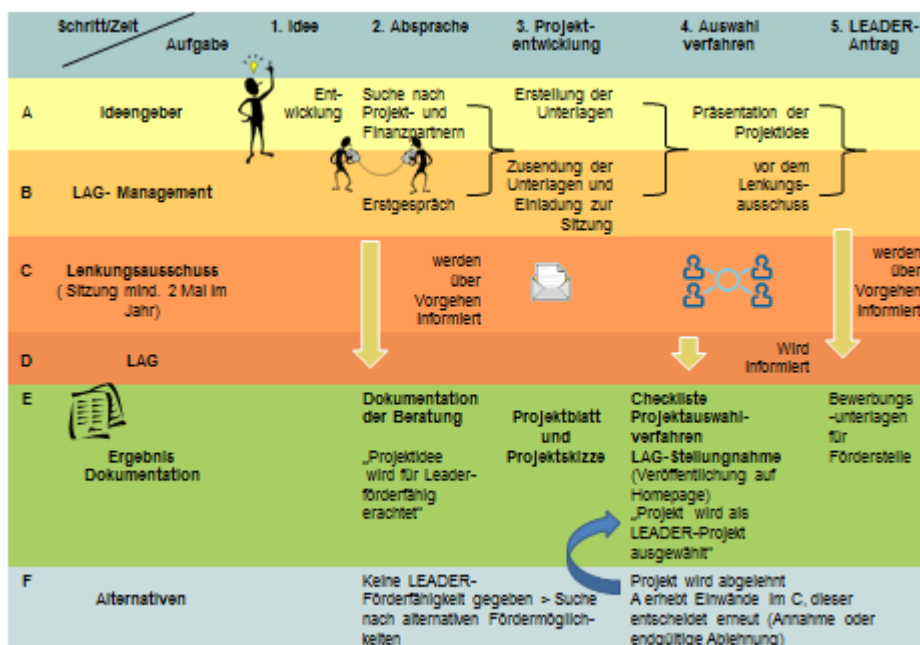 Schritt/Zeit
Aufgabe
1. Idee
2. Absprache
3. Projekt-
entwicklung
4. Auswahl
verfahren
5. LEADER-
Antrag
A
Ideengeber
Ent-
wicklung
Suche nach
Projekt- und
Finanzpartnern
Erstellung der
Unterlagen
Präsentation der
Projektidee
B
LAG- Management
Erstgespräch
Zusendung der
Unterlagen und
Einladung zur
Sitzung
vor dem
Lenkungs-
ausschuss
C
Lenkungsausschuss
( Sitzung mind. 2 Mal im
Jahr)
werden
über
Vorgehen
informiert
werden
über
Vorgehen
informiert
D
LAG
Wird
informiert
E
Ergebnis
Dokumentation
Dokumentation
der Beratung
„Projektidee
wird für Leader-
förderfähig
erachtet"
Projektblatt
und
Projektskizze
Checkliste
Projektauswahl-
verfahren
LAG-Stellungnahme
(Veröffentlichung auf
Homepage)
„Projekt wird als
LEADER-Projekt
ausgewählt"
Bewerbungs
-unterlagen
für
Förderstelle
F
Alternativen
Keine LEADER-
Förderfähigkeit gegeben > Suche
nach alternativen Fördermöglich-
keiten
Projekt wird abgelehnt
A erhebt Einwände im C, dieser
entscheidet erneut (Annahme oder
endgültige Ablehnung)